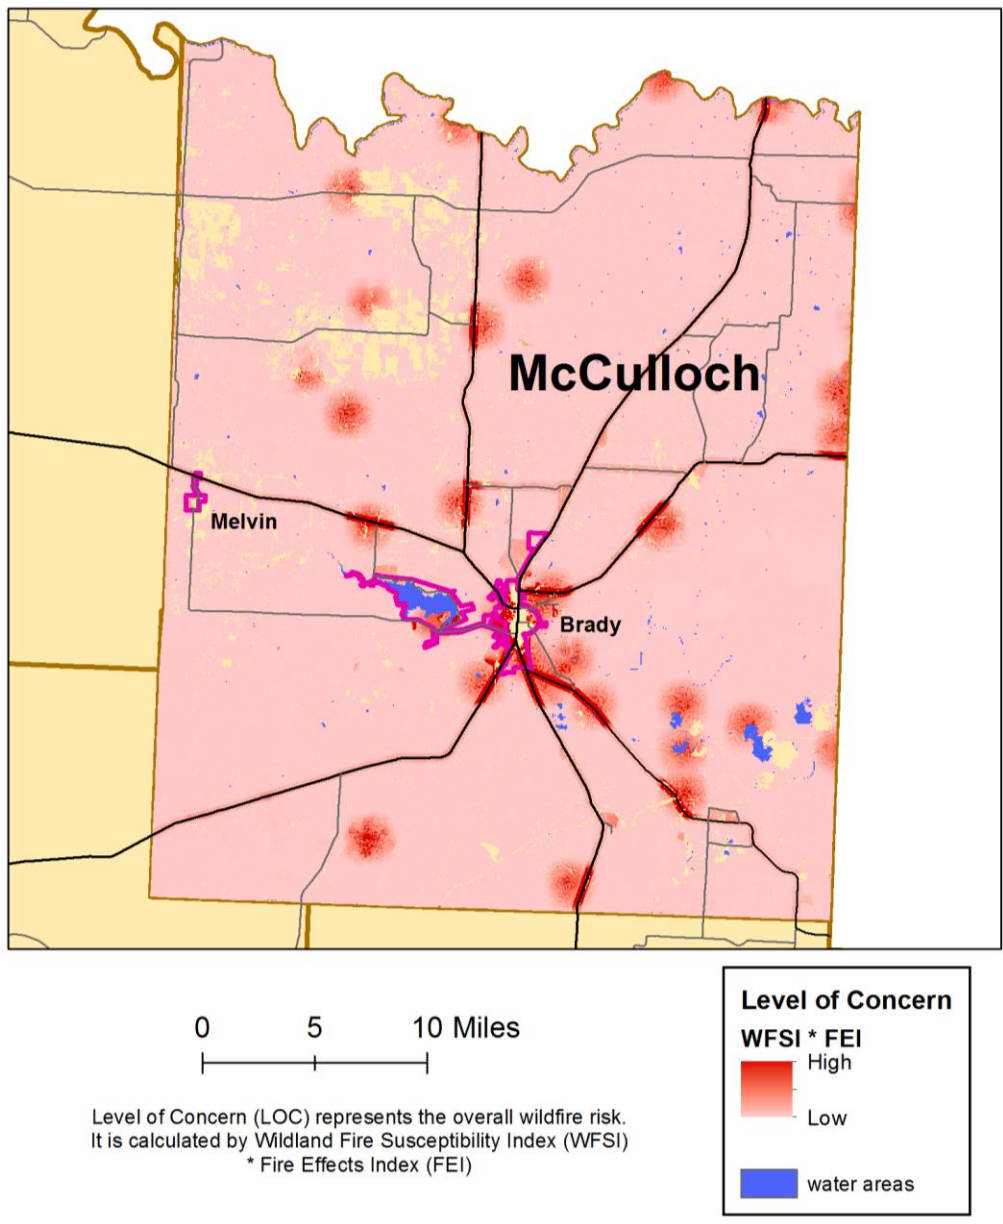 McCulloch
Melvin
Brady
0 5 10 Miles
Level of Concern (LOC) represents the overall wildfire risk.
It is calculated by Wildland Fire Susceptibility Index (WFSI)
* Fire Effects Index (FEI)
Level of Concern
WFSI * FEI
High
Low
water areas